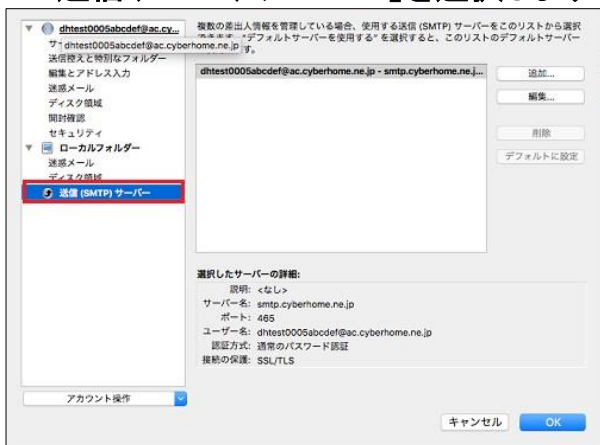 を選択します
dhtest0005abcdef@ac.cy...
サ
dhtest0005abcdef@ac.cyberhome.ne.jp
送信控えと特別なフォルダー
編集とアドレス入力
迷惑メール
ディスク領域
開封確認
セキュリティ
ローカルフォルダー
迷惑メール
ディスク領域
送信 (SMTP) サーバー
アカウント操作
複数の差出人情報を管理している場合、使用する送信 (SMTP) サーバーをこのリストから選択
できます。"デフォルトサーバーを使用する" を選択すると、このリストのデフォルトサーバー
す。
dhtest0005abcdef@ac.cyberhome.ne.jp - smtp.cyberhome.ne.j...
追加...
編集...
削除
デフォルトに設定
選択したサーバーの詳細:
説明: <なし>
サーバー名: smtp.cyberhome.ne.jp
ポート: 465
ユーザー名: dhtest0005abcdef@ac.cyberhome.ne.jp
認証方式: 通常のパスワード認証
接続の保護: SSL/TLS
キャンセル
OK